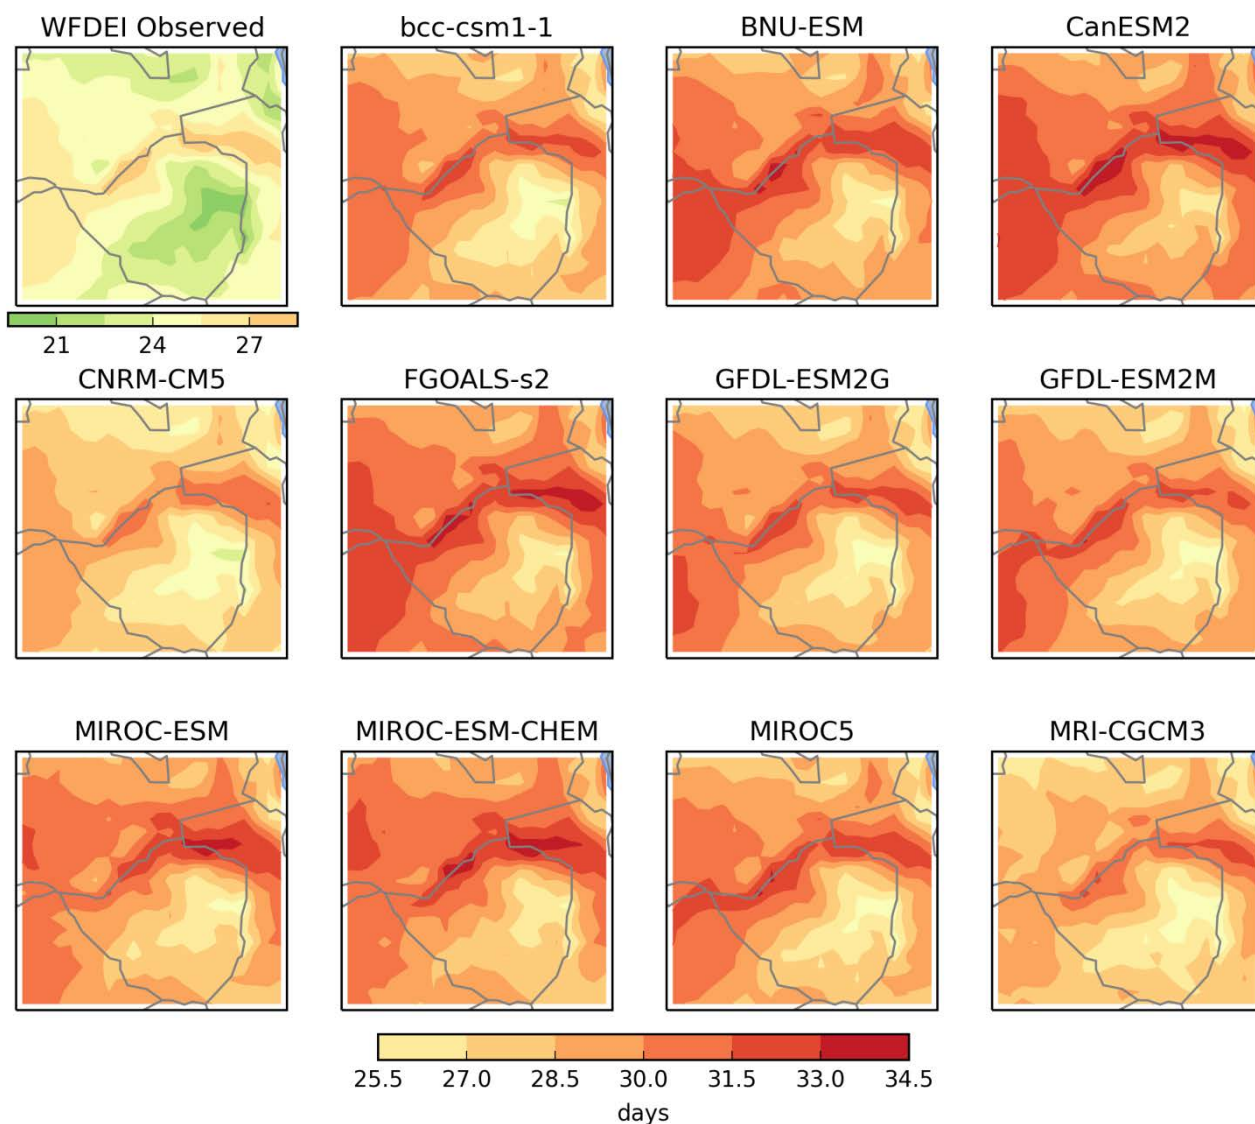 WFDEI Observed
bcc-csm1-1
BNU-ESM
CanESM2
21 24 27
CNRM-CM5
FGOALS-s2
GFDL-ESM2G
GFDL-ESM2M
MIROC-ESM
MIROC-ESM-CHEM
MIROC5
MRI-CGCM3
25.5 27.0 28.5 30.0 31.5 33.0 34.5
days